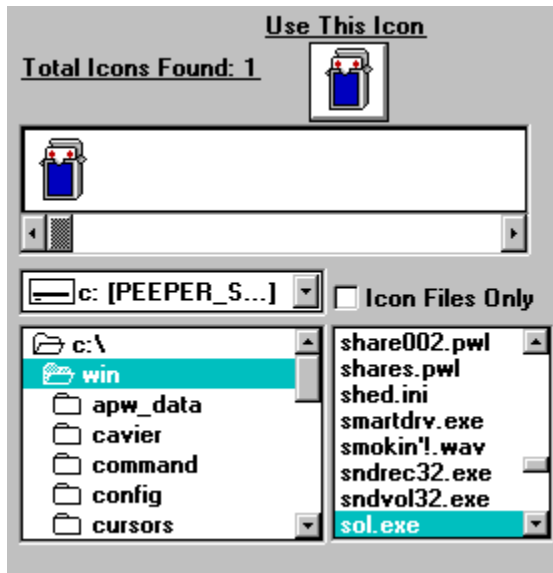 Use This Icon
Total Icons Found: 1
c: [PEEPER_S...]
Icon Files Only
c:\
win
apw_data
cavier
command
config
cursors
share002.pwl
shares.pwl
shed.ini
smartdrv.exe
smokin'!.wav
sndrec32.exe
sndvol32.exe
sol.exe